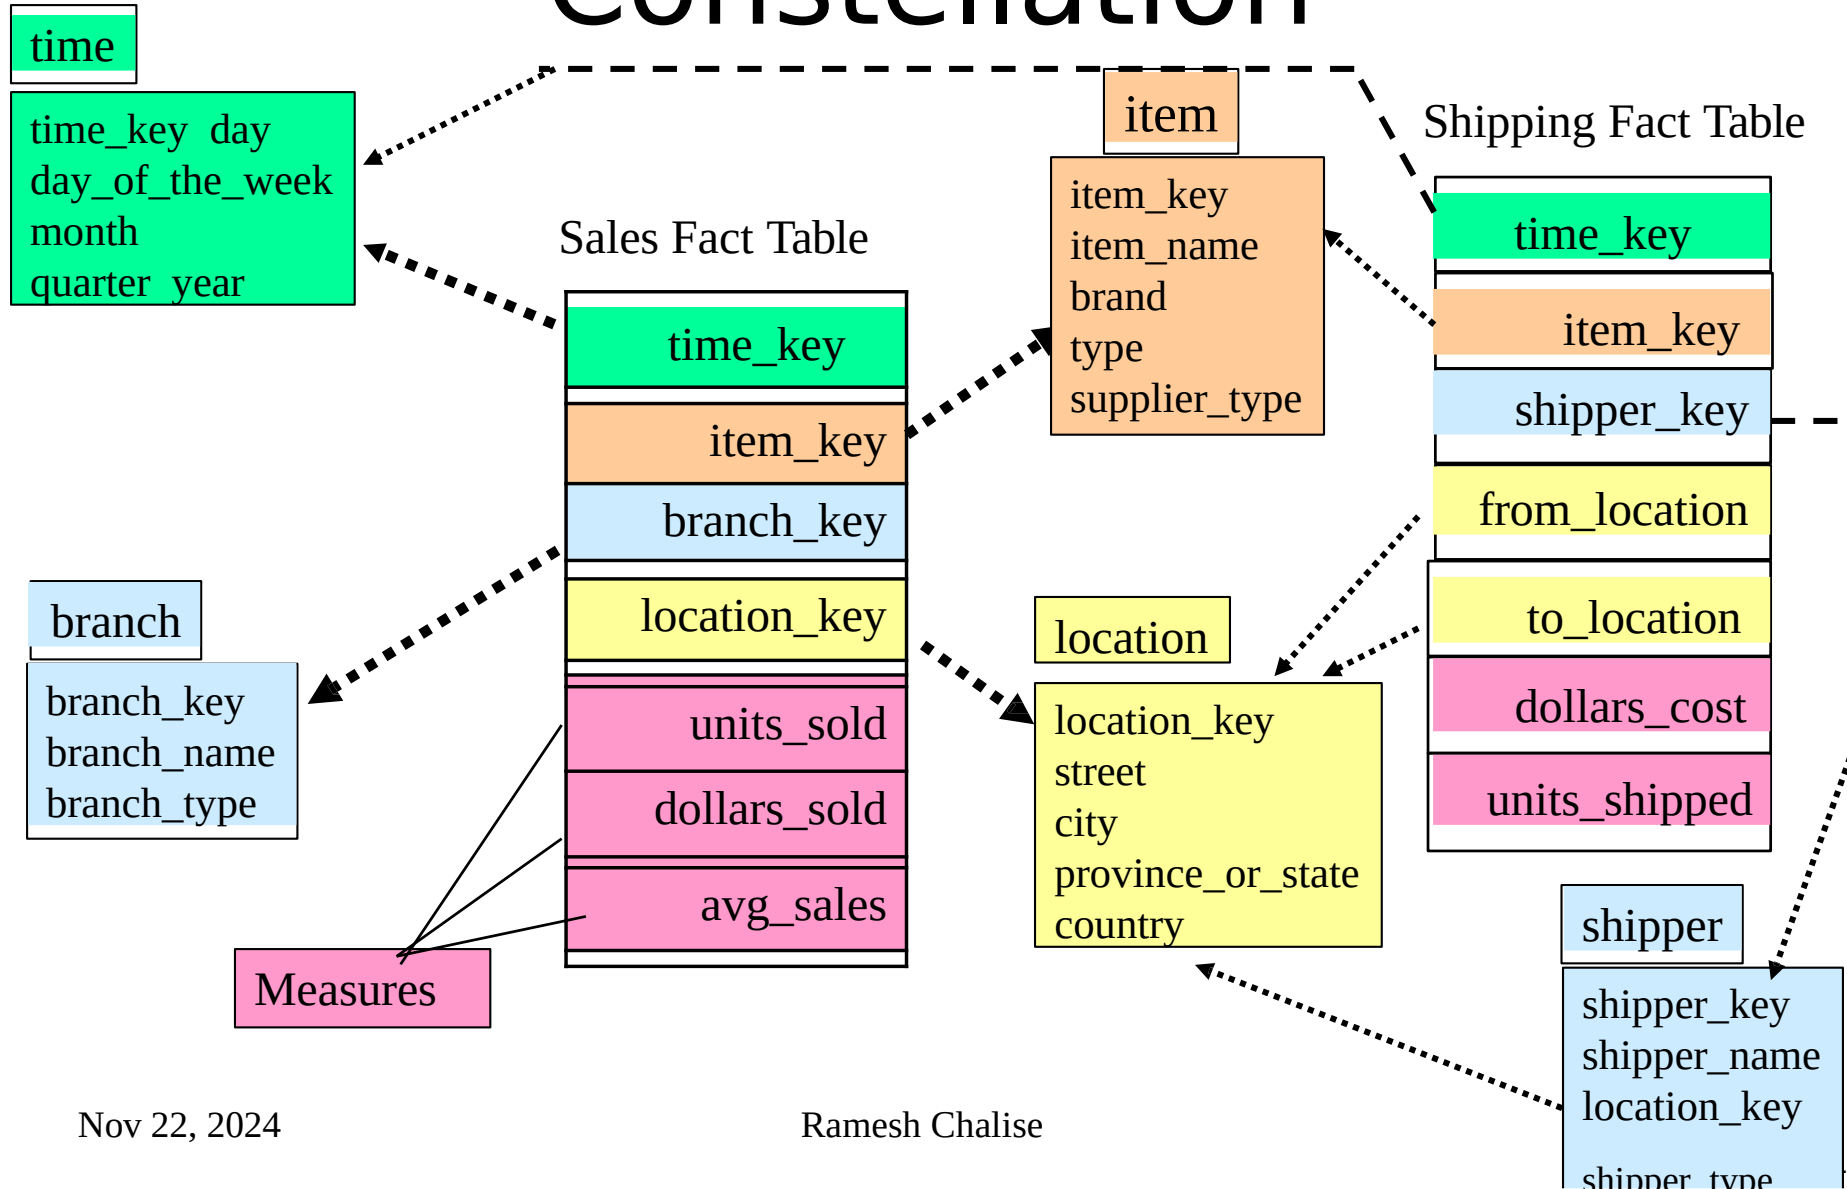 Constellation
time
time_key day
day_of_the_week
month
quarter year
item
item_key
item_name
brand
type
supplier_type
Shipping Fact Table
time_key
item_key
shipper_key
from_location
to_location
dollars_cost
units_shipped
Sales Fact Table
time_key
item_key
branch_key
location_key
units_sold
dollars_sold
avg_sales
branch
branch_key
branch_name
branch_type
location
location_key
street
city
province_or_state
country
Measures
shipper
shipper_key
shipper_name
location_key
shipper_type
Nov 22, 2024
Ramesh Chalise